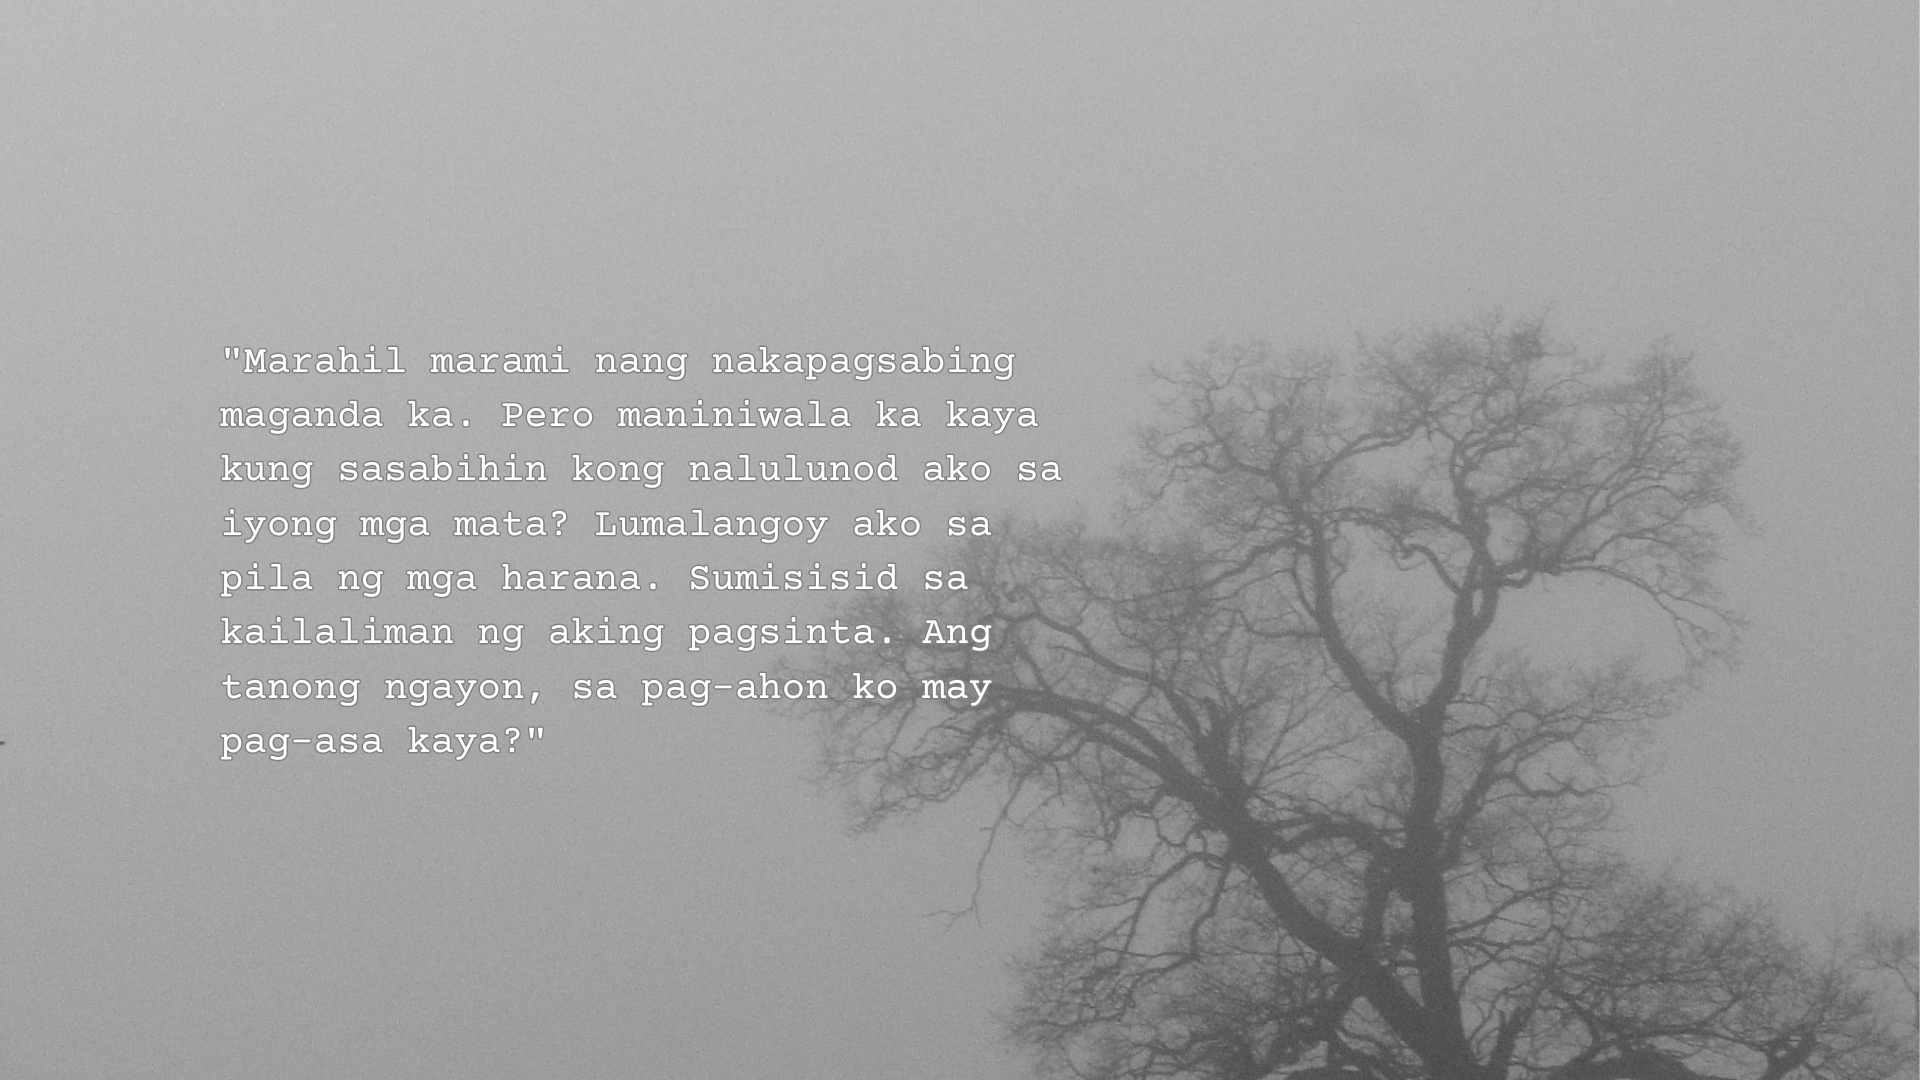 "Marahil marami nang nakapagsabing
maganda ka. Pero maniniwala ka kaya
kung sasabihin kong nalulunod ako sa
iyong mga mata? Lumalangoy ako sa
pila ng mga harana. Sumisisid sa
kailaliman ng aking pagsinta. Ang
tanong ngayon, sa pag-ahon ko may
pag-asa kaya?"